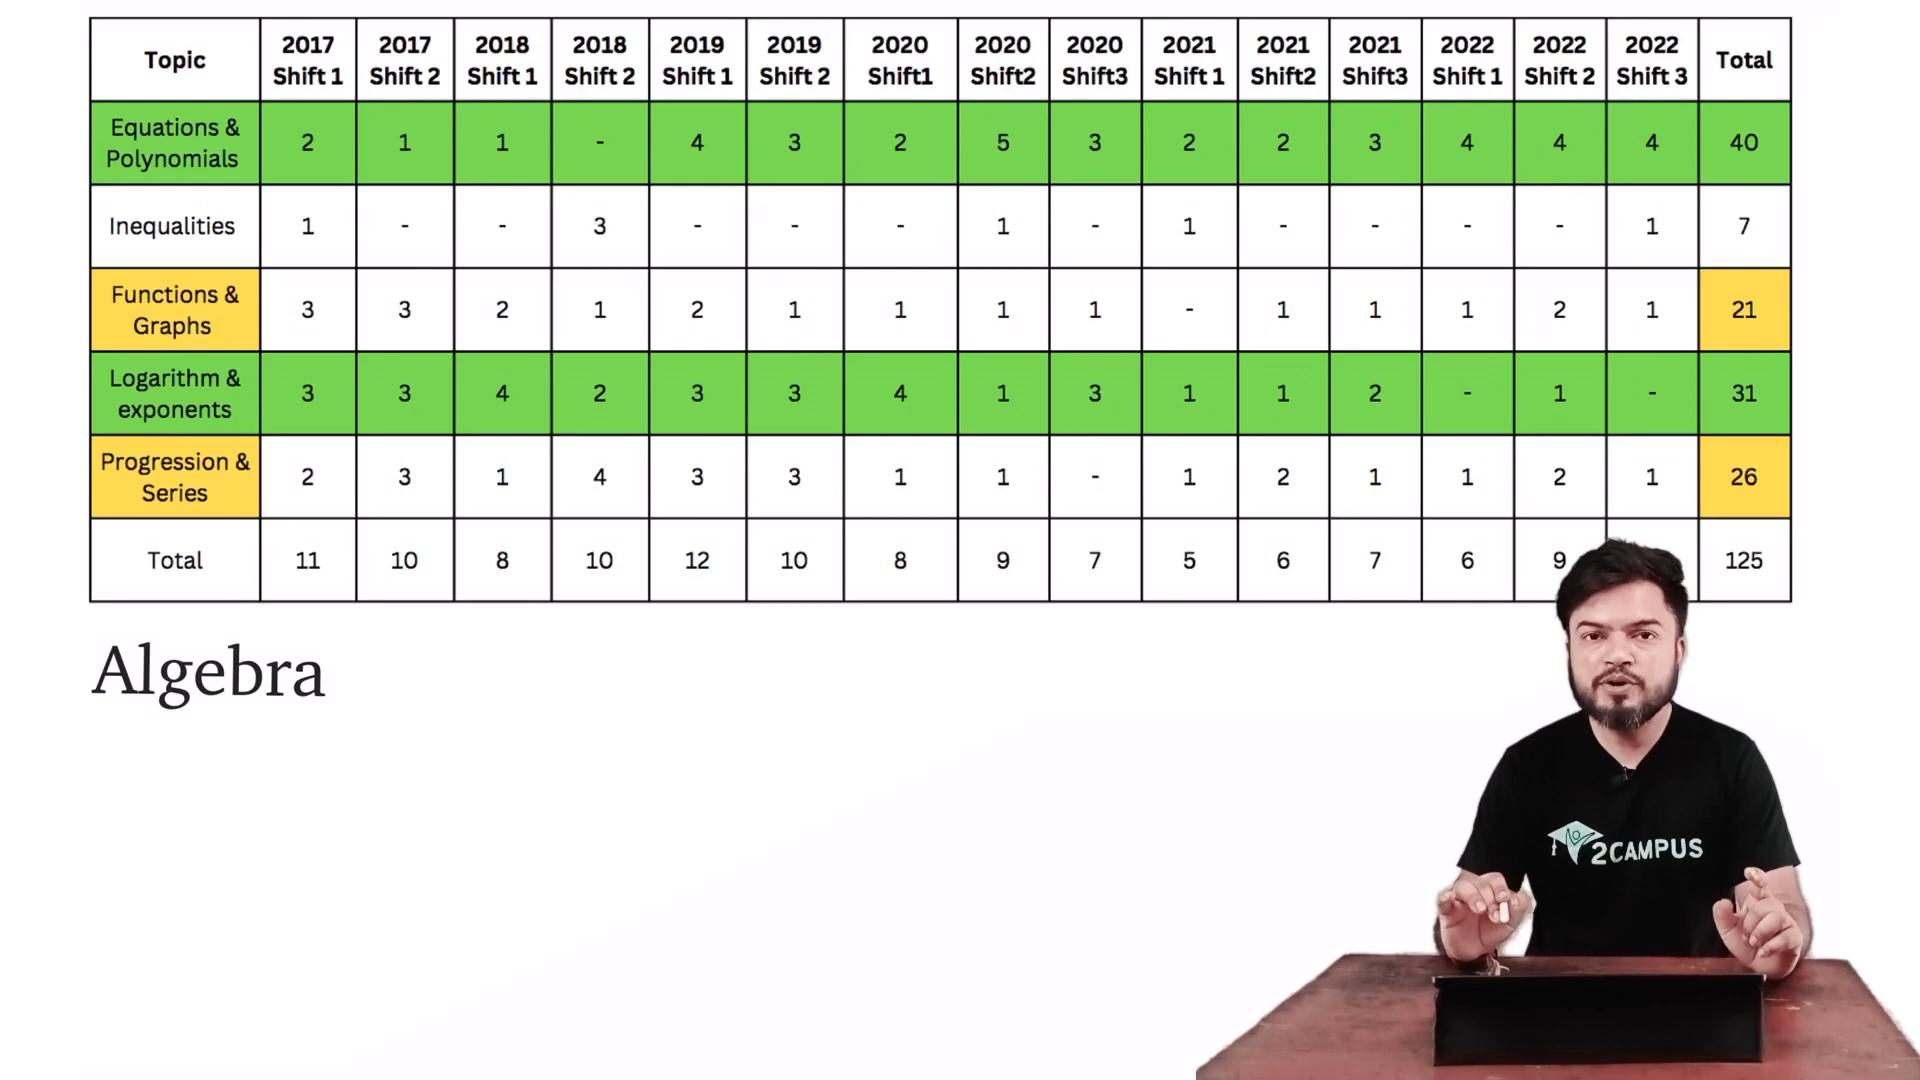 Topic 2017 Shift 1 2017 Shift 2 2018 Shift 1 2018 Shift 2 2019 Shift 1 2019 Shift 2 2020 Shift1 2020 Shift2 2020 Shift3 2021 Shift 1 2021 Shift2 2021 Shift3 2022 Shift 1 2022 Shift 2 2022 Shift 3 Total
Equations & Polynomials 2 1 1 - 4 3 2 5 3 2 2 3 4 4 4 40
Inequalities 1 - - 3 - - - 1 - 1 - - - - 1 7
Functions & Graphs 3 3 2 1 2 1 1 1 1 - 1 1 1 2 1 21
Logarithm & exponents 3 3 4 2 3 3 4 1 3 1 1 2 - 1 - 31
Progression & Series 2 3 1 4 3 3 1 1 - 1 2 1 1 2 1 26
Total 11 10 8 10 12 10 8 9 7 5 6 7 6 9 125
Algebra
2CAMPUS